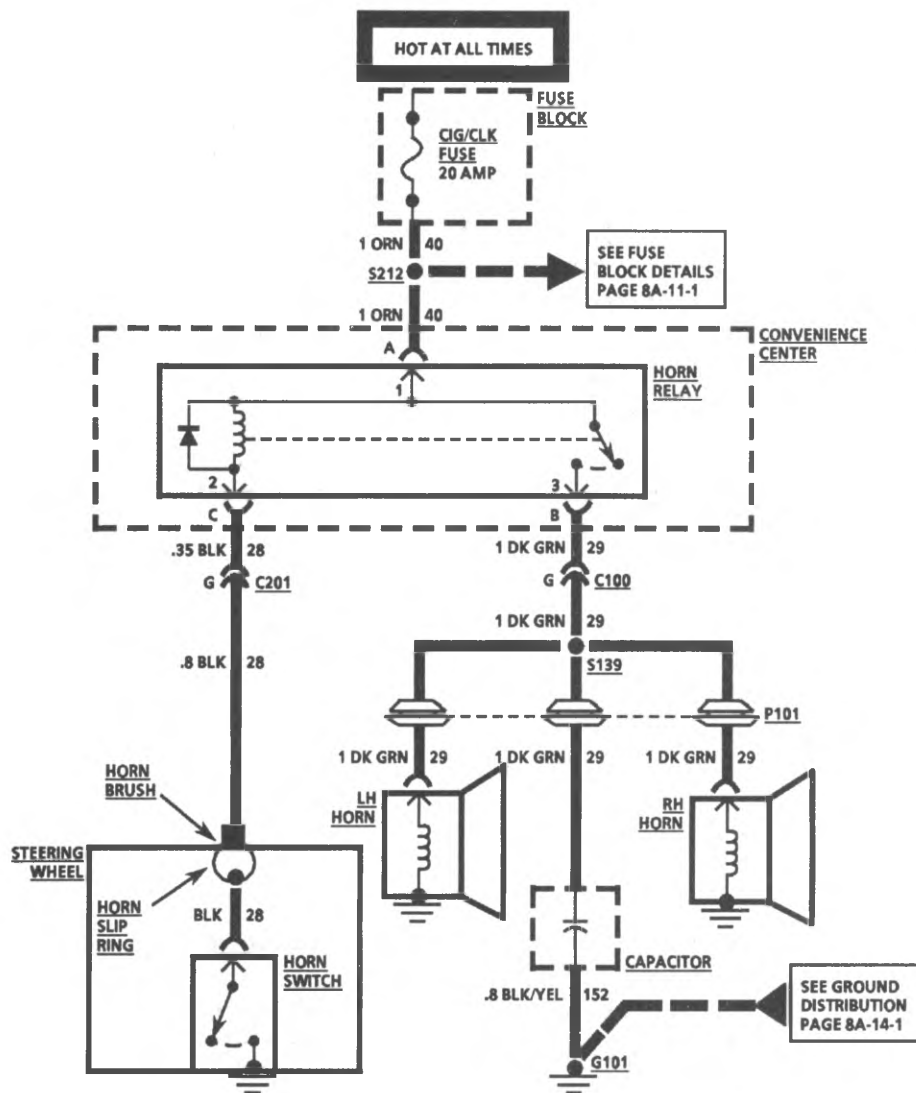 HOT AT ALL TIMES
FUSE
BLOCK
CIG/CLK
FUSE
20 AMP
1 ORN 40
S212
SEE FUSE
BLOCK DETAILS
PAGE 8A-11-1
1 ORN 40
CONVENIENCE
CENTER
A
HORN
RELAY
1
2
3
C
B
.35 BLK 28
1 DK GRN 29
G C201
G C100
1 DK GRN 29
.8 BLK 28
S139
P101
1 DK GRN 29
1 DK GRN 29
1 DK GRN 29
HORN
BRUSH
LH
HORN
RH
HORN
STEERING
WHEEL
HORN
SLIP
RING
BLK 28
HORN
SWITCH
CAPACITOR
.8 BLK/YEL 152
SEE GROUND
DISTRIBUTION
PAGE 8A-14-1
G101